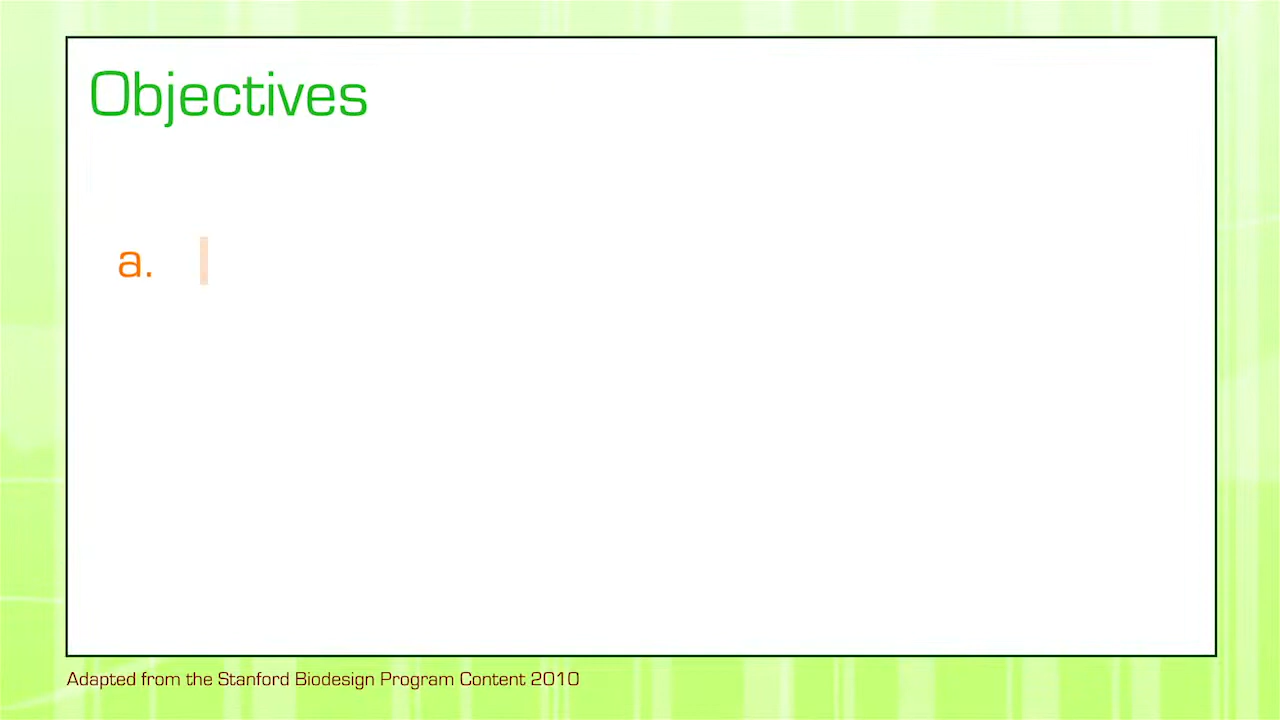 Objectives
a.
Adapted from the Stanford Biodesign Program Content 2010